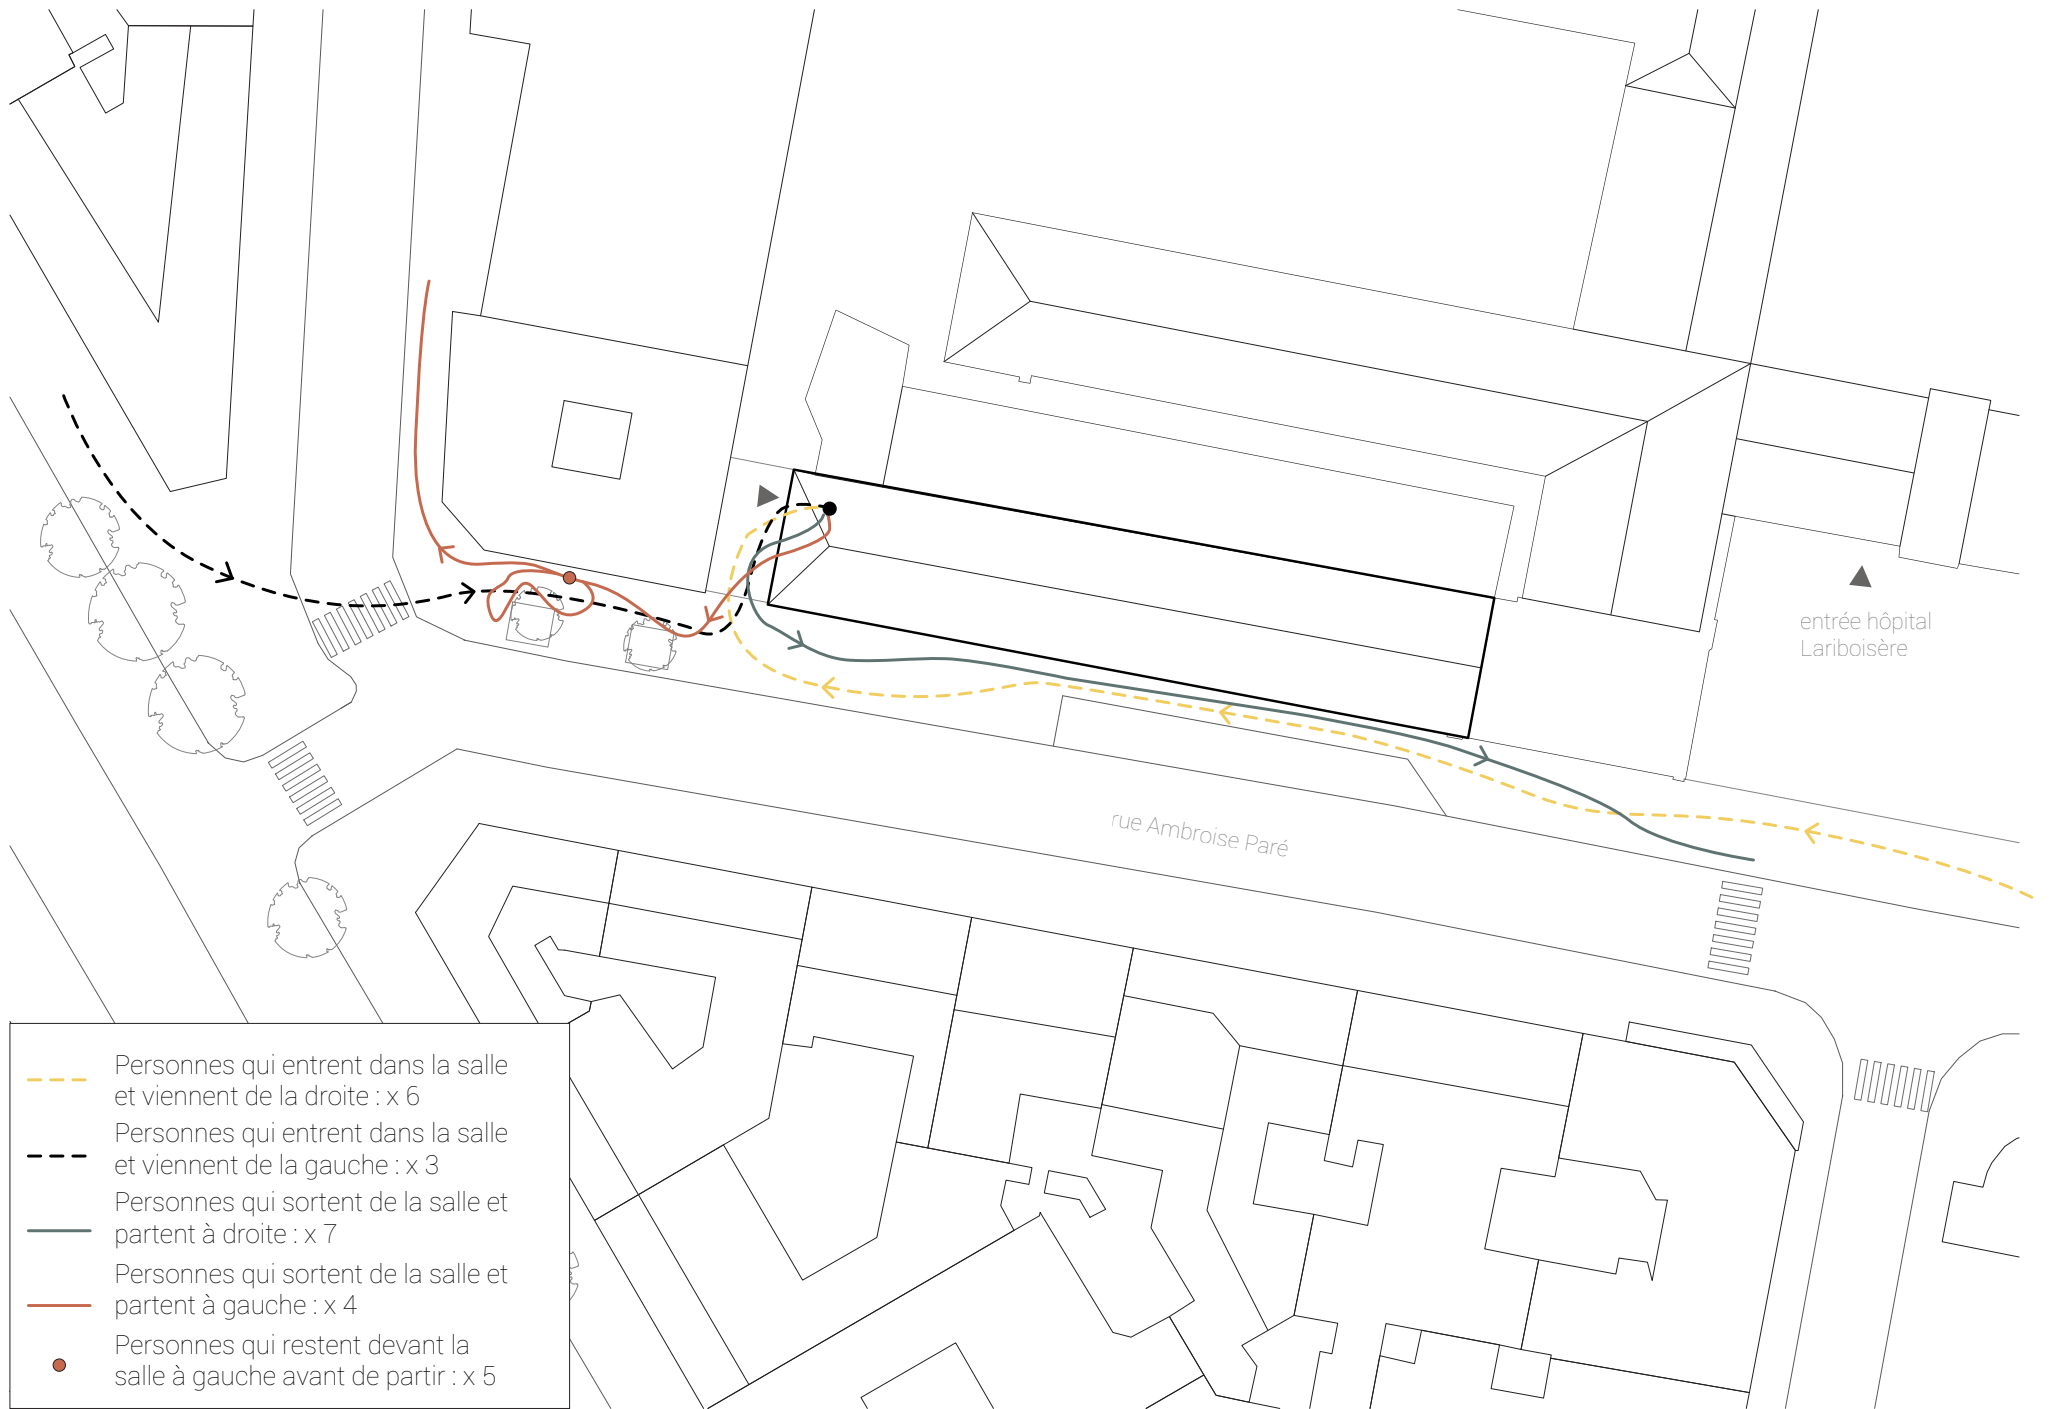 entrée hôpital
Lariboisère
rue Ambroise Paré
Personnes qui entrent dans la salle
et viennent de la droite : x 6
Personnes qui entrent dans la salle
et viennent de la gauche : x 3
Personnes qui sortent de la salle et
partent à droite : x 7
Personnes qui sortent de la salle et
partent à gauche : x 4
Personnes qui restent devant la
salle à gauche avant de partir : x 5